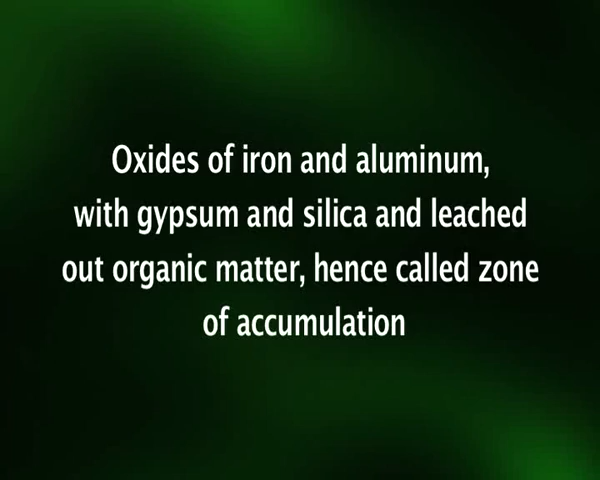 Oxides of iron and aluminum,
with gypsum and silica and leached
out organic matter, hence called zone
of accumulation